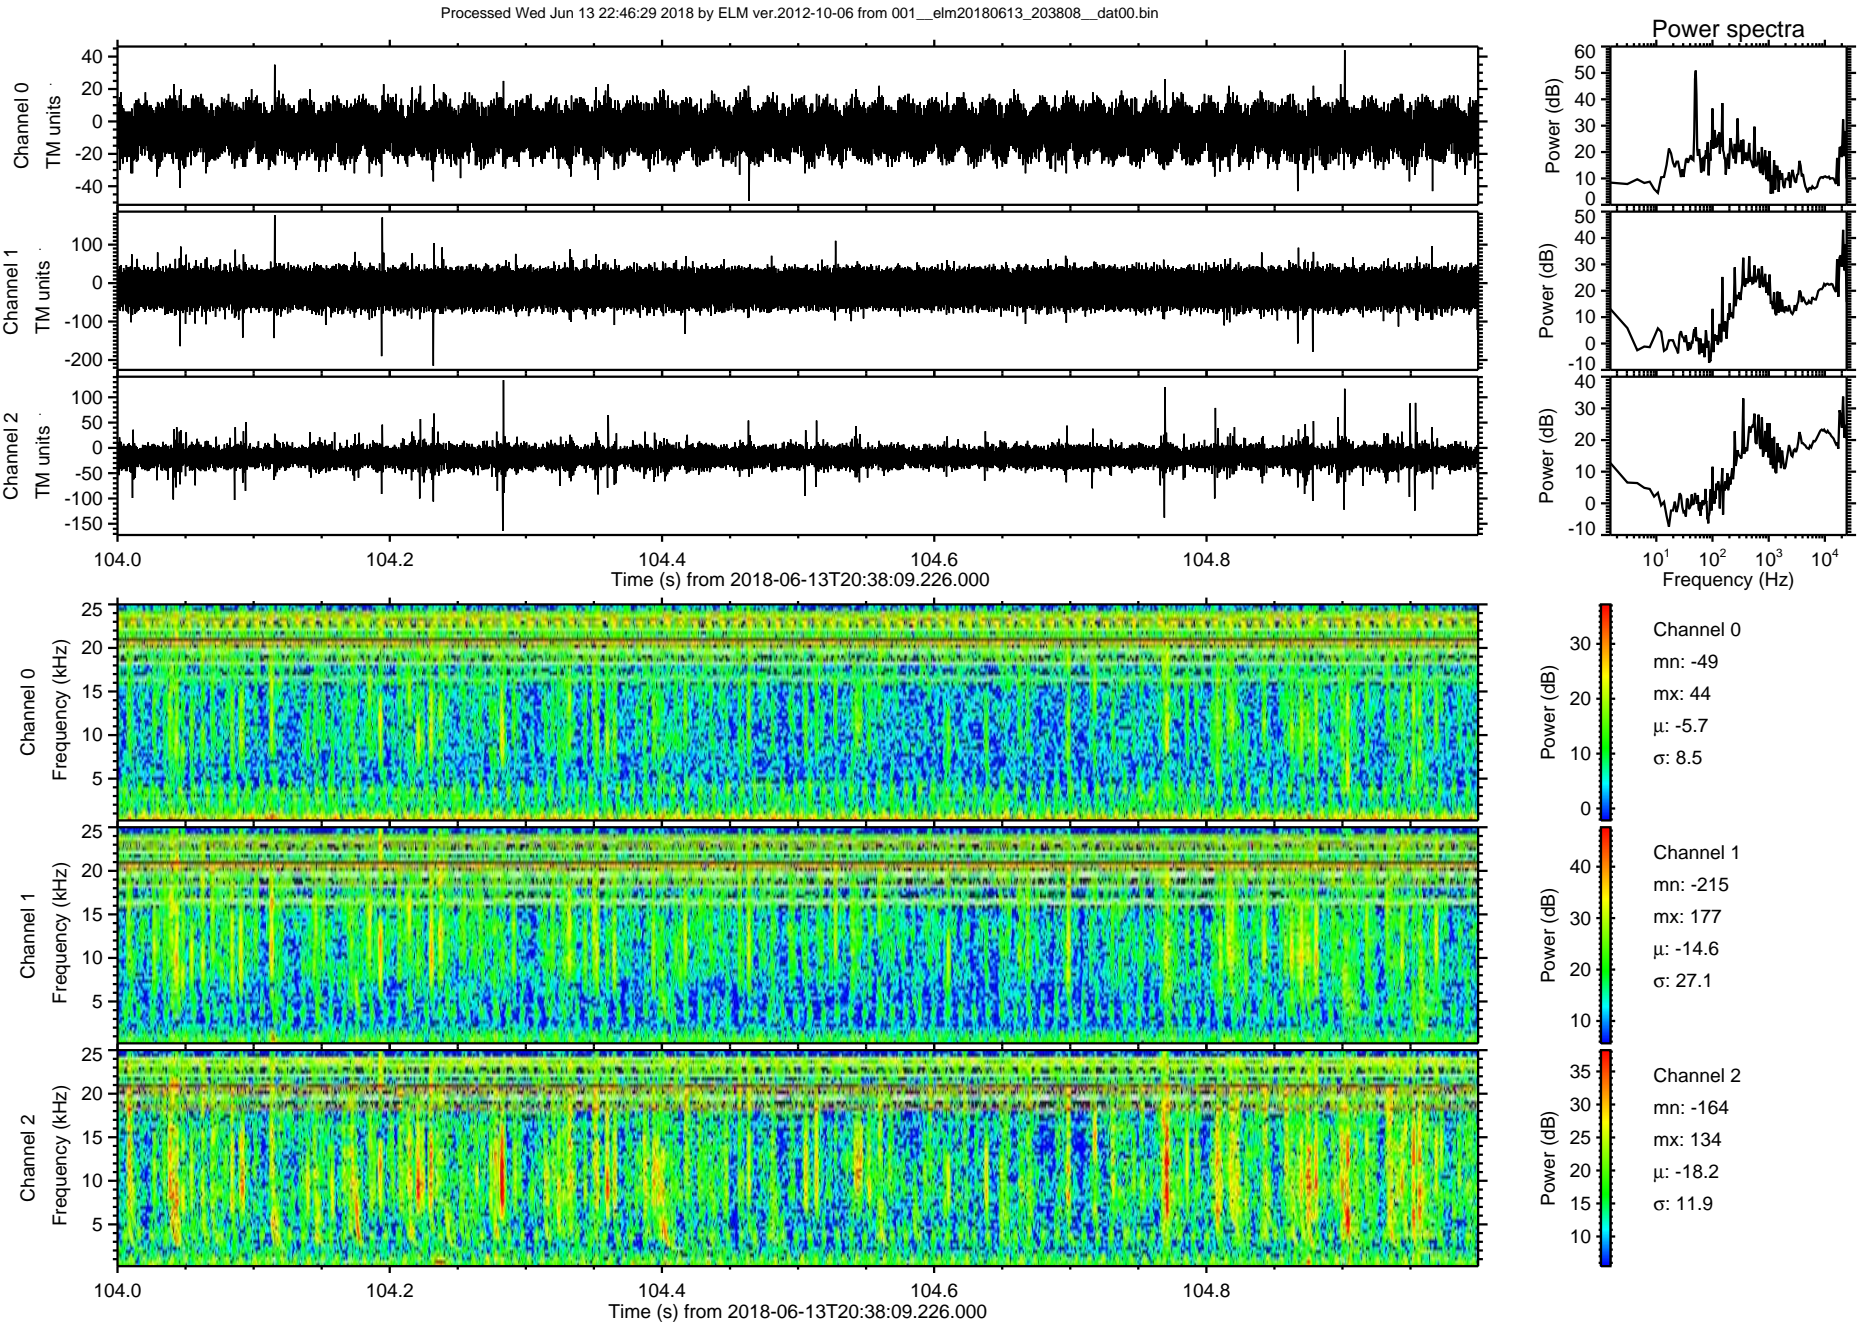 Processed Wed Jun 13 22:46:29 2018 by ELM ver.2012-10-06 from 001__elm20180613_203808__dat00.bin
Power spectra
Channel 0
TM units
40
20
0
-20
-40
Power (dB)
60
50
40
30
20
10
0
Channel 1
TM units
100
0
-100
-200
Power (dB)
50
40
30
20
10
0
-10
Channel 2
TM units
100
50
0
-50
-100
-150
Power (dB)
40
30
20
10
0
-10
104.0 104.2 104.4 104.6 104.8
Time (s) from 2018-06-13T20:38:09.226.000
10^1 10^2 10^3 10^4
Frequency (Hz)
Channel 0
Frequency (kHz)
25
20
15
10
5
Power (dB)
30
20
10
0
Channel 0
mn: -49
mx: 44
μ: -5.7
σ: 8.5
Channel 1
Frequency (kHz)
25
20
15
10
5
Power (dB)
40
30
20
10
Channel 1
mn: -215
mx: 177
μ: -14.6
σ: 27.1
Channel 2
Frequency (kHz)
25
20
15
10
5
Power (dB)
35
30
25
20
15
10
Channel 2
mn: -164
mx: 134
μ: -18.2
σ: 11.9
104.0 104.2 104.4 104.6 104.8
Time (s) from 2018-06-13T20:38:09.226.000